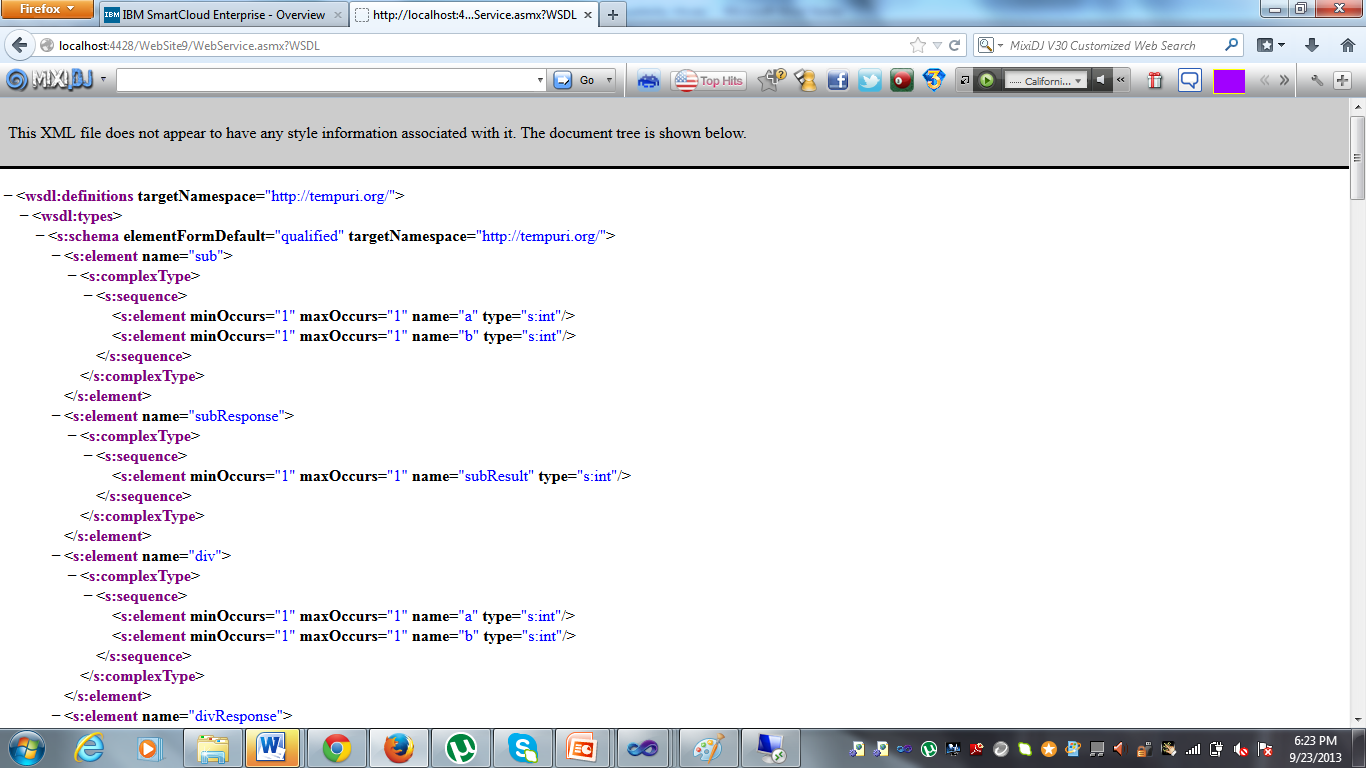 Firefox
IBM IBM SmartCloud Enterprise - Overview
http://localhost:4...Service.asmx?WSDL
localhost:4428/WebSite9/WebService.asmx?WSDL
MixiDJ V30 Customized Web Search
MIXIDJ
Go
Top Hits
Californi...
This XML file does not appear to have any style information associated with it. The document tree is shown below.
− <wsdl:definitions targetNamespace="http://tempuri.org/">
− <wsdl:types>
− <s:schema elementFormDefault="qualified" targetNamespace="http://tempuri.org/">
− <s:element name="sub">
− <s:complexType>
− <s:sequence>
<s:element minOccurs="1" maxOccurs="1" name="a" type="s:int"/>
<s:element minOccurs="1" maxOccurs="1" name="b" type="s:int"/>
</s:sequence>
</s:complexType>
</s:element>
− <s:element name="subResponse">
− <s:complexType>
− <s:sequence>
<s:element minOccurs="1" maxOccurs="1" name="subResult" type="s:int"/>
</s:sequence>
</s:complexType>
</s:element>
− <s:element name="div">
− <s:complexType>
− <s:sequence>
<s:element minOccurs="1" maxOccurs="1" name="a" type="s:int"/>
<s:element minOccurs="1" maxOccurs="1" name="b" type="s:int"/>
</s:sequence>
</s:complexType>
</s:element>
− <s:element name="divResponse">
6:23 PM
9/23/2013